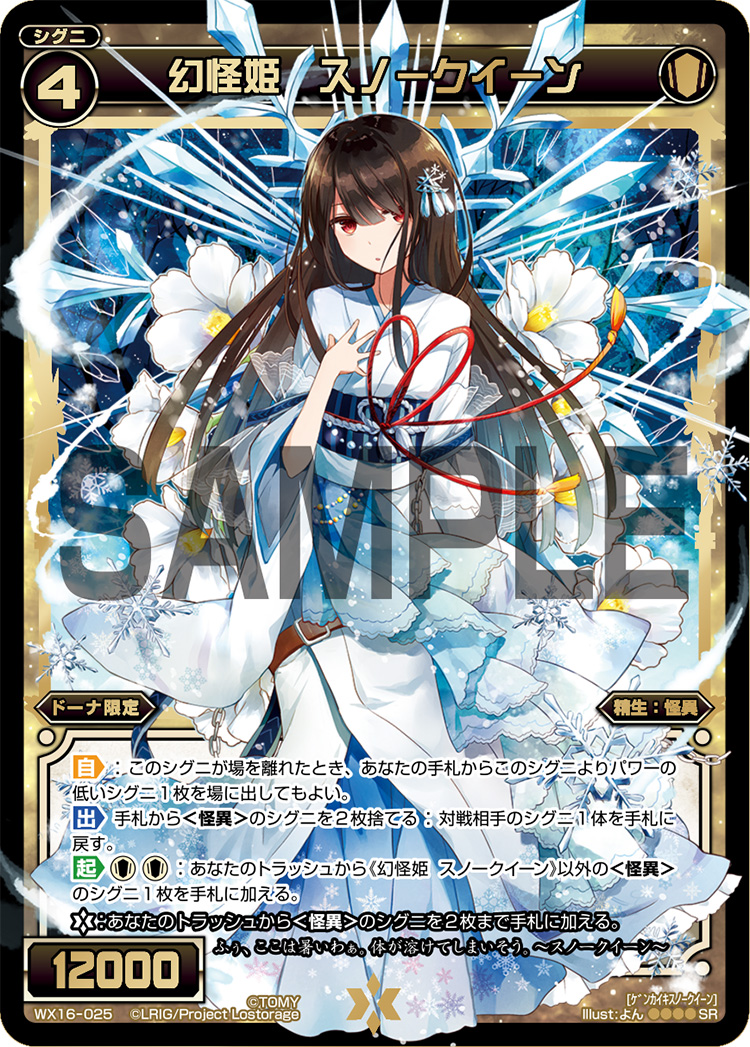 シグニ
4
幻怪姫 スノークイーン
SAMPLE
ドーナ限定
精生：怪異
自：このシグニが場を離れたとき、あなたの手札からこのシグニよりパワーの
低いシグニ１枚を場に出してもよい。
出 手札から<怪異>のシグニを２枚捨てる：対戦相手のシグニ１体を手札に
戻す。
起 ：あなたのトラッシュから《幻怪姫 スノークイーン》以外の<怪異>
のシグニ１枚を手札に加える。
：あなたのトラッシュから<怪異>のシグニを２枚まで手札に加える。
ふぅ、ここは暑いわぁ。体が溶けてしまいそう。～スノークイーン～
12000
©TOMY
[ｹﾞﾝｶｲｷｽﾉｰｸｲｰﾝ]
WX16-025 ©LRIG/Project Lostorage
Illust:よん SR